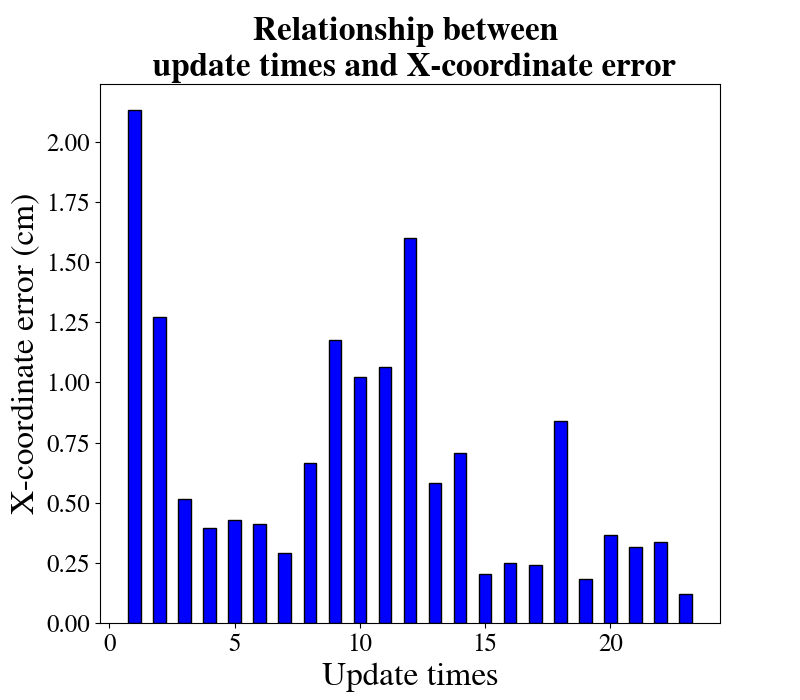 Relationship between
update times and X-coordinate error
X-coordinate error (cm)
2.00
1.75
1.50
1.25
1.00
0.75
0.50
0.25
0.00
0 5 10 15 20
Update times